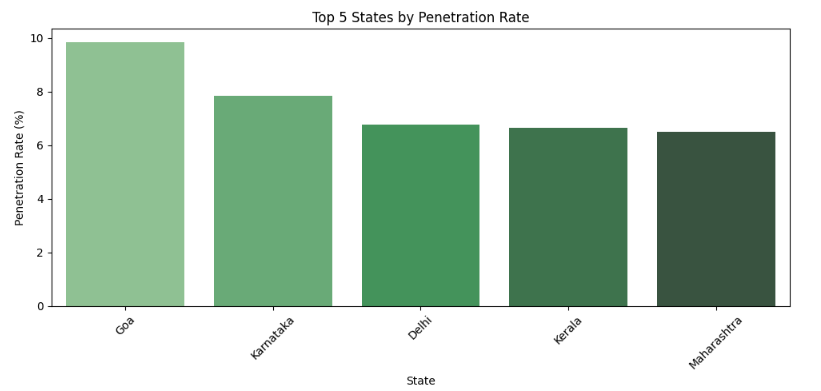 Top 5 States by Penetration Rate
Penetration Rate (%)
10
8
6
4
2
0
Goa
Karnataka
Delhi
Kerala
Maharashtra
State